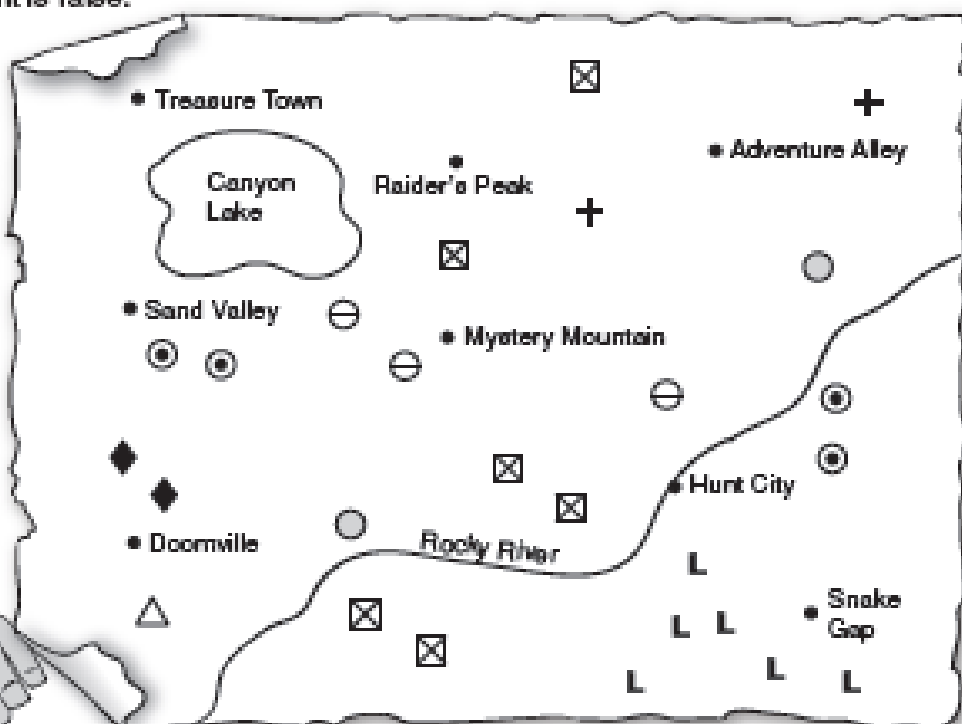 Treasure Town
Adventure Alley
Raider's Peak
Canyon
Lake
Sand Valley
Mystery Mountain
Hunt City
Doomville
Rocky River
L
Snake
Gap
L L
L
L
L